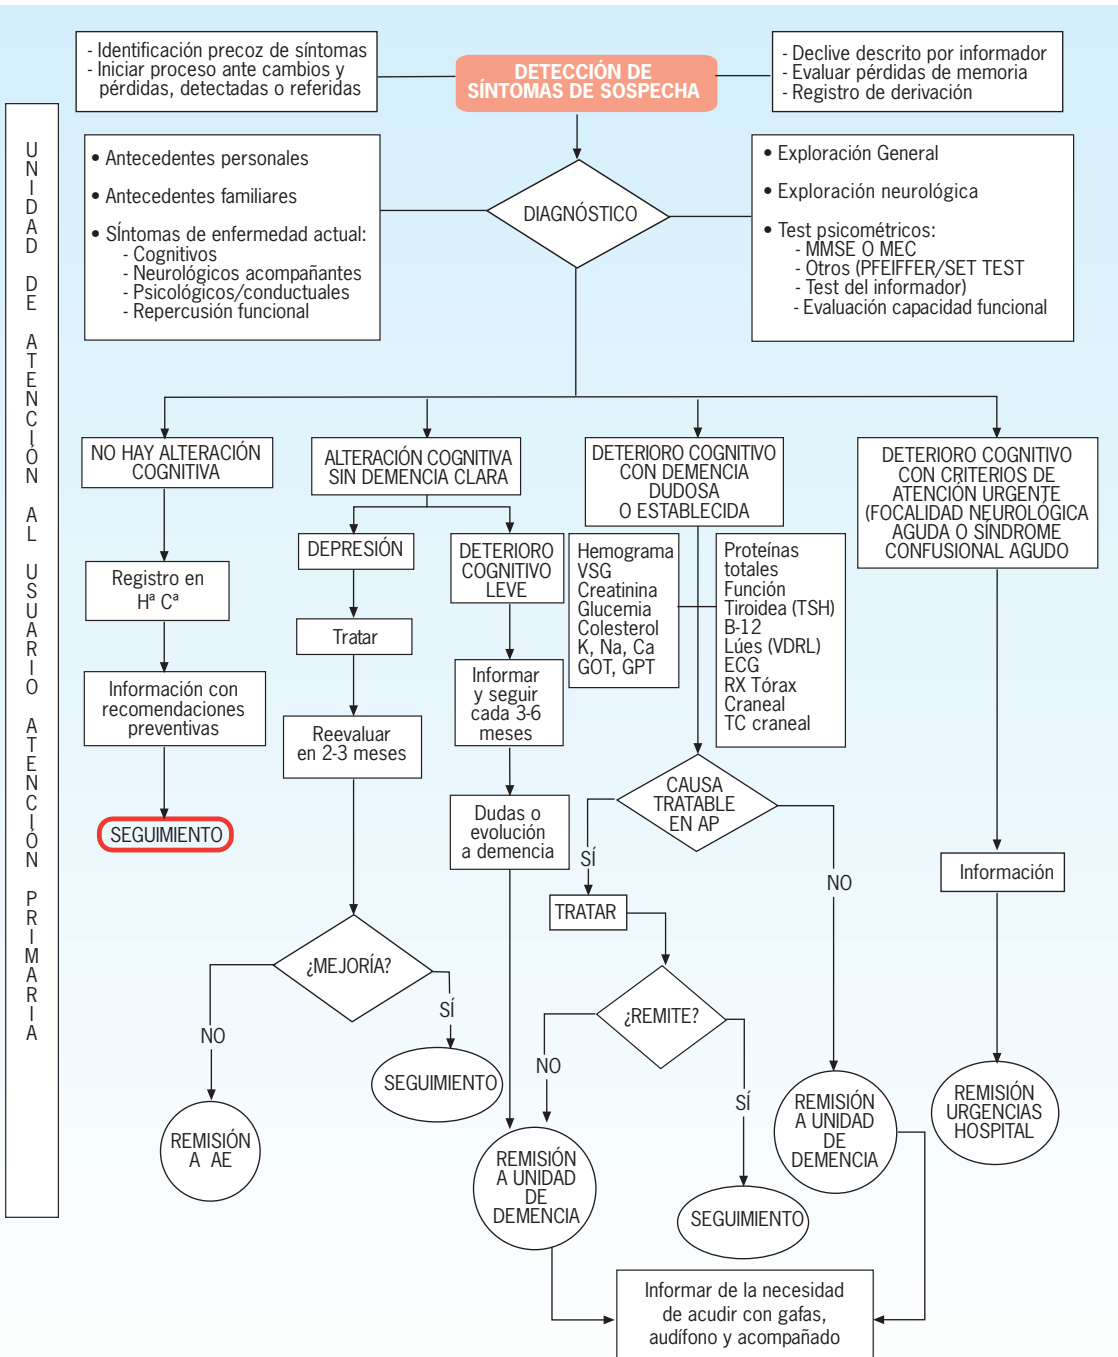 - Identificación precoz de síntomas
- Iniciar proceso ante cambios y
pérdidas, detectadas o referidas
DETECCIÓN DE
SÍNTOMAS DE SOSPECHA
- Declive descrito por informador
- Evaluar pérdidas de memoria
- Registro de derivación
UNIDAD DE ATENCIÓN AL USUARIO ATENCIÓN PRIMARIA
• Antecedentes personales
• Antecedentes familiares
• Síntomas de enfermedad actual:
- Cognitivos
- Neurológicos acompañantes
- Psicológicos/conductuales
- Repercusión funcional
DIAGNÓSTICO
• Exploración General
• Exploración neurológica
• Test psicométricos:
- MMSE O MEC
- Otros (PFEIFFER/SET TEST
- Test del informador)
- Evaluación capacidad funcional
NO HAY ALTERACIÓN
COGNITIVA
ALTERACIÓN COGNITIVA
SIN DEMENCIA CLARA
DETERIORO COGNITIVO
CON DEMENCIA
DUDOSA
O ESTABLECIDA
DETERIORO COGNITIVO
CON CRITERIOS DE
ATENCIÓN URGENTE
(FOCALIDAD NEUROLÓGICA
AGUDA O SÍNDROME
CONFUSIONAL AGUDO
Registro en
Hª Cª
Información con
recomendaciones
preventivas
SEGUIMIENTO
DEPRESIÓN
Tratar
Reevaluar
en 2-3 meses
¿MEJORÍA?
NO
SÍ
REMISIÓN
A AE
SEGUIMIENTO
DETERIORO
COGNITIVO
LEVE
Informar
y seguir
cada 3-6
meses
Dudas o
evolución
a demencia
Hemograma
VSG
Creatinina
Glucemia
Colesterol
K, Na, Ca
GOT, GPT
Proteínas
totales
Función
Tiroidea (TSH)
B-12
Lúes (VDRL)
ECG
RX Tórax
Craneal
TC craneal
CAUSA
TRATABLE
EN AP
SÍ
NO
TRATAR
¿REMITE?
NO
SÍ
REMISIÓN
A UNIDAD
DE
DEMENCIA
SEGUIMIENTO
REMISIÓN
A UNIDAD
DE
DEMENCIA
Información
REMISIÓN
URGENCIAS
HOSPITAL
Informar de la necesidad
de acudir con gafas,
audífono y acompañado